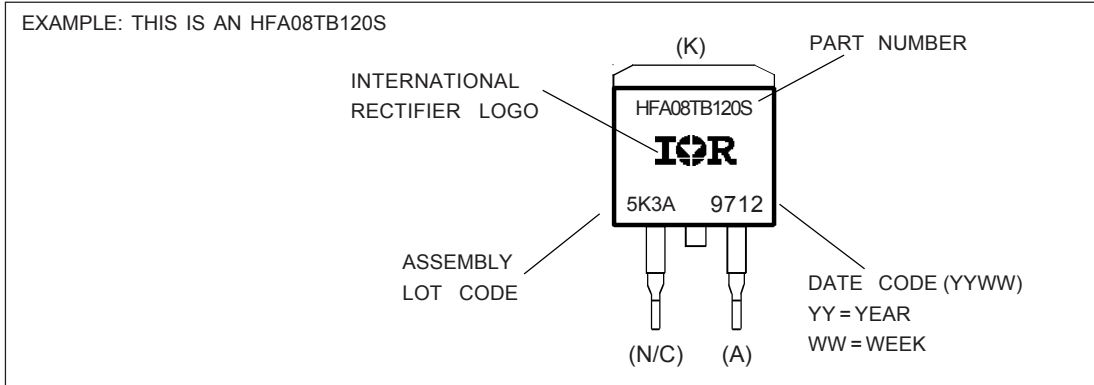 EXAMPLE: THIS IS AN HFA08TB120S
(K)
PART NUMBER
INTERNATIONAL
RECTIFIER LOGO
HFA08TB120S
IOR
5K3A 9712
ASSEMBLY
LOT CODE
DATE CODE (YYWW)
YY = YEAR
WW = WEEK
(N/C) (A)